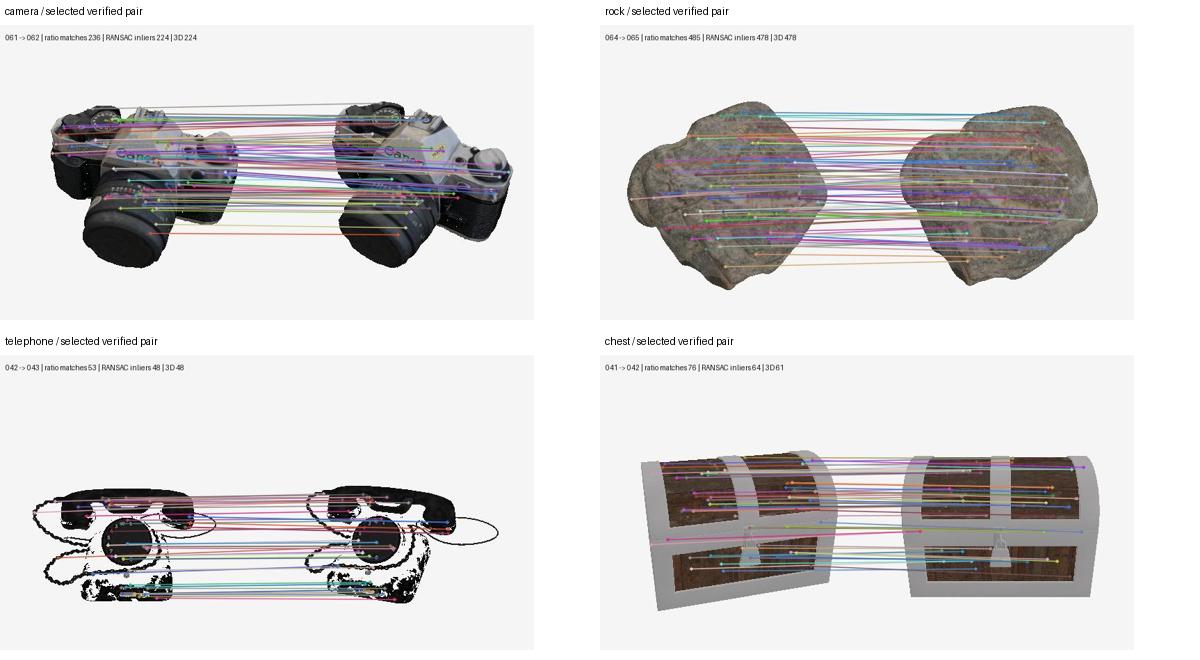 camera / selected verified pair
061 -> 062 | ratio matches 236 | RANSAC inliers 224 | 3D 224
rock / selected verified pair
064 -> 065 | ratio matches 485 | RANSAC inliers 478 | 3D 478
telephone / selected verified pair
042 -> 043 | ratio matches 53 | RANSAC inliers 48 | 3D 48
chest / selected verified pair
041 -> 042 | ratio matches 76 | RANSAC inliers 64 | 3D 61